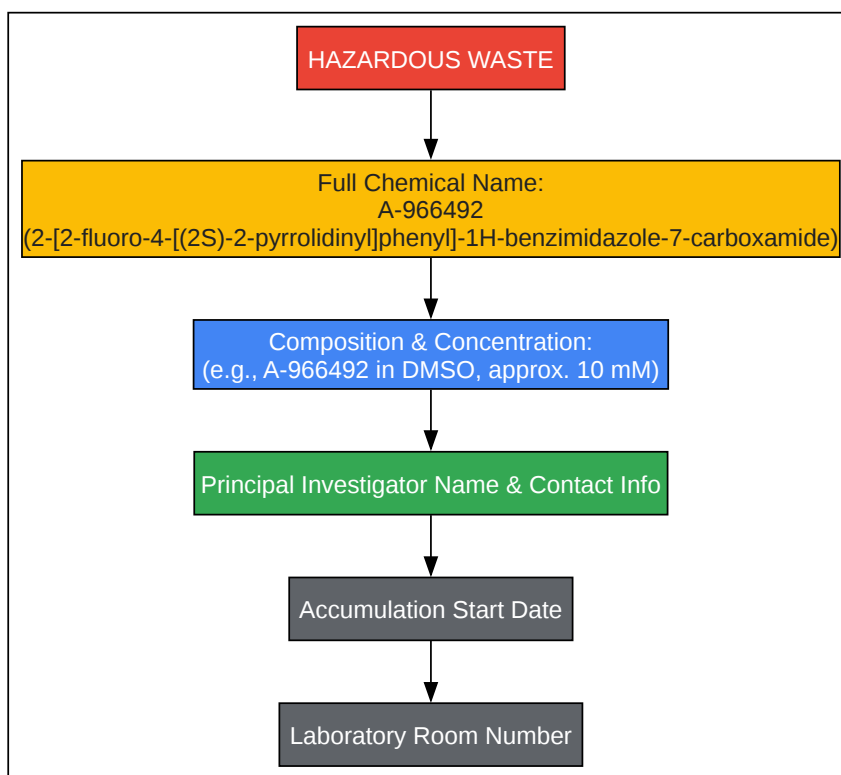 HAZARDOUS WASTE
Full Chemical Name:
A-966492
(2-[2-fluoro-4-[(2S)-2-pyrrolidinyl]phenyl]-1H-benzimidazole-7-carboxamide)
Composition & Concentration:
(e.g., A-966492 in DMSO, approx. 10 mM)
Principal Investigator Name & Contact Info
Accumulation Start Date
Laboratory Room Number